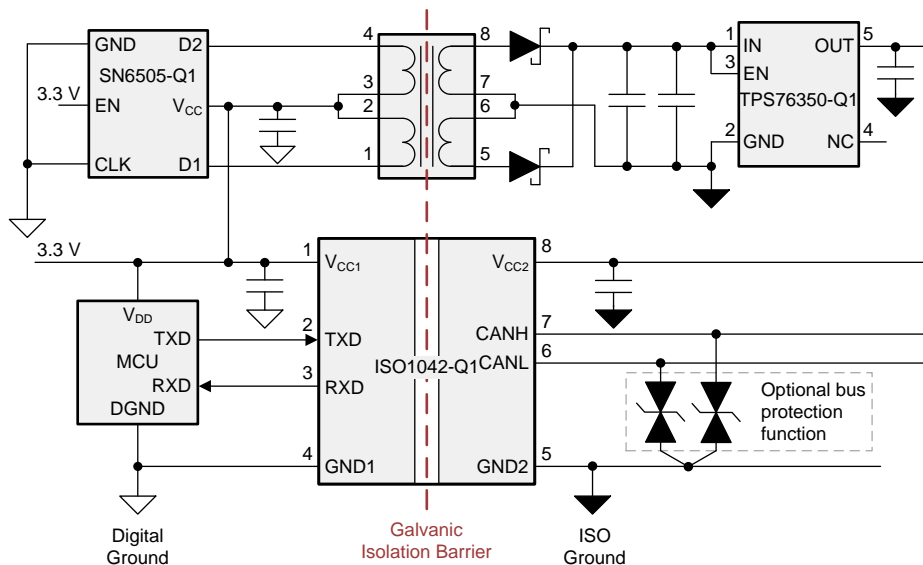 GND
D2
4
8
1
IN
OUT
5
SN6505-Q1
3
EN
3.3 V
EN
VCC
3
2
7
6
TPS76350-Q1
CLK
D1
1
5
2
GND
NC
4
3.3 V
1
VCC1
VCC2
8
VDD
TXD
2
TXD
CANH
7
MCU
ISO1042-Q1
CANL
6
RXD
3
RXD
DGND
Optional bus
protection
function
4
GND1
GND2
5
Digital
Ground
Galvanic
Isolation Barrier
ISO
Ground